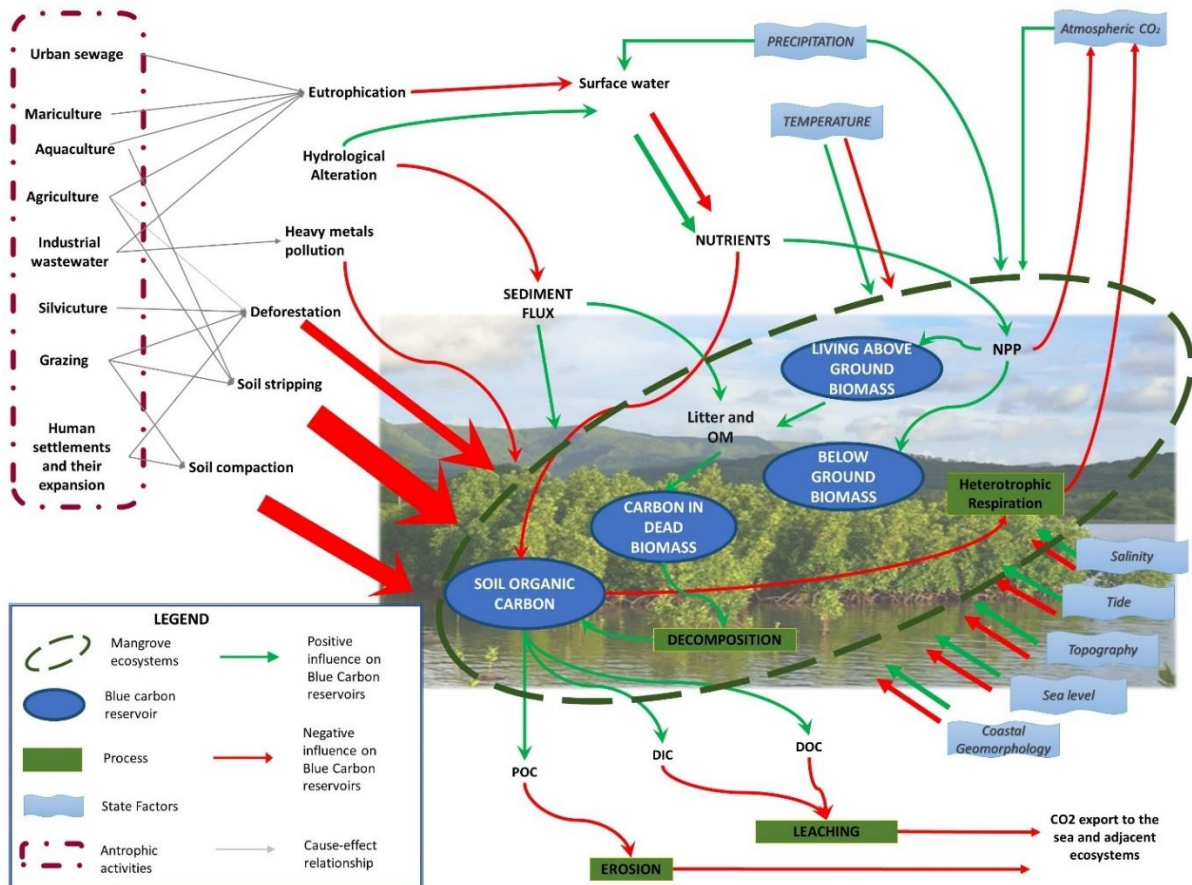 Urban sewage
Mariculture
Aquaculture
Agriculture
Industrial
wastewater
Silvicuture
Grazing
Human
settlements
and their
expansion
Eutrophication
Hydrological
Alteration
Heavy metals
pollution
Deforestation
Soil stripping
Soil compaction
Surface water
PRECIPITATION
Atmospheric CO₂
TEMPERATURE
NUTRIENTS
SEDIMENT
FLUX
LIVING ABOVE
GROUND
BIOMASS
NPP
Litter and
OM
BELOW
GROUND
BIOMASS
Heterotrophic
Respiration
CARBON IN
DEAD
BIOMASS
SOIL ORGANIC
CARBON
DECOMPOSITION
Salinity
Tide
Topography
Sea level
Coastal
Geomorphology
POC
DIC
DOC
LEACHING
EROSION
CO2 export to the
sea and adjacent
ecosystems
LEGEND
Mangrove
ecosystems
Positive
influence on
Blue Carbon
reservoirs
Blue carbon
reservoir
Process
Negative
influence on
Blue Carbon
reservoirs
State Factors
Antrophic
activities
Cause-effect
relationship